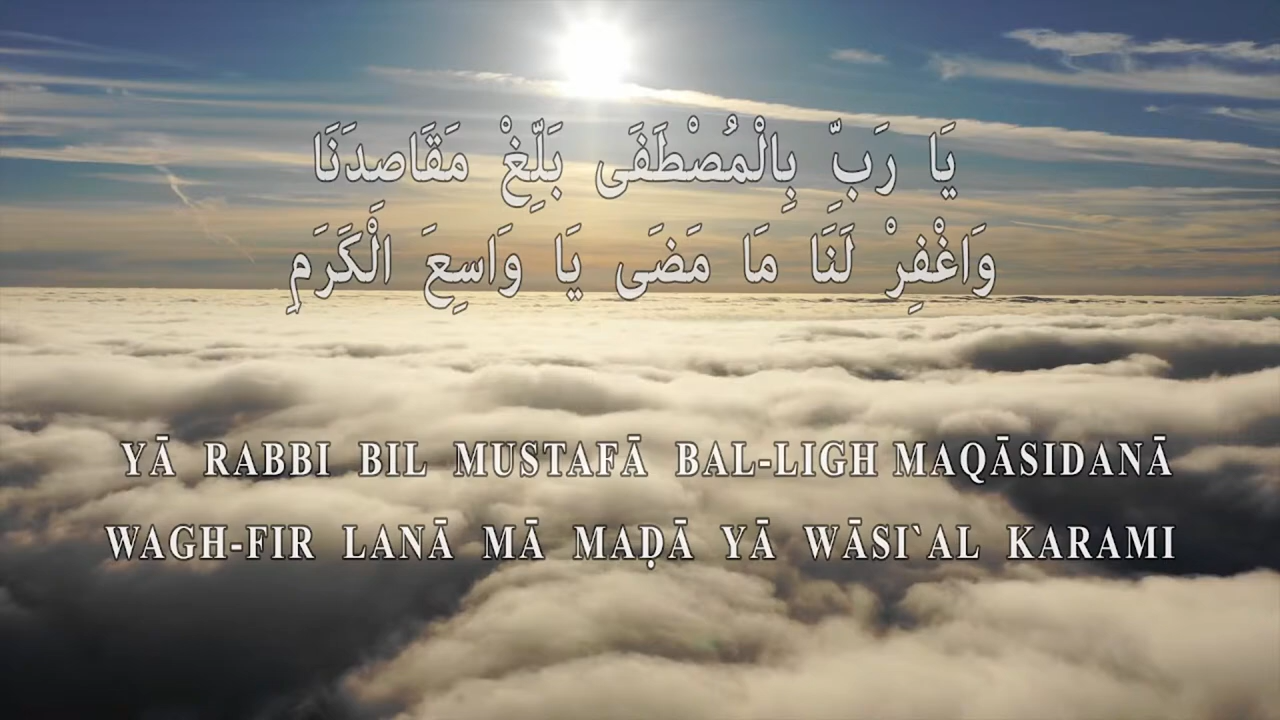 يَا رَبِّ بِالْمُصْطَفَى بَلِّغْ مَقَاصِدَنَا
وَاغْفِرْ لَنَا مَا مَضَى يَا وَاسِعَ الْكَرَمِ
YĀ RABBI BIL MUSTAFĀ BAL-LIGH MAQĀSIDANĀ
WAGH-FIR LANĀ MĀ MAḌĀ YĀ WĀSI`AL KARAMI